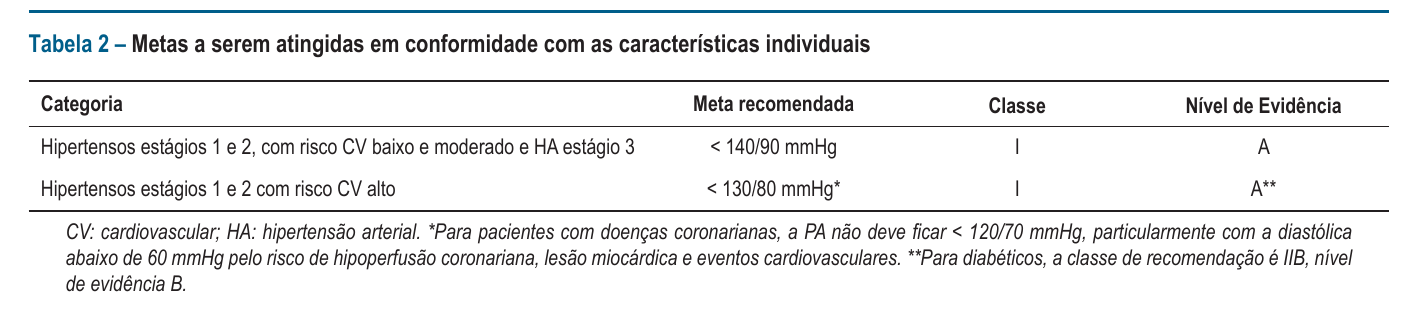 Tabela 2 – Metas a serem atingidas em conformidade com as características individuais
Categoria Meta recomendada Classe Nível de Evidência
Hipertensos estágios 1 e 2, com risco CV baixo e moderado e HA estágio 3 < 140/90 mmHg I A
Hipertensos estágios 1 e 2 com risco CV alto < 130/80 mmHg* I A**
CV: cardiovascular; HA: hipertensão arterial. *Para pacientes com doenças coronarianas, a PA não deve ficar < 120/70 mmHg, particularmente com a diastólica
abaixo de 60 mmHg pelo risco de hipoperfusão coronariana, lesão miocárdica e eventos cardiovasculares. **Para diabéticos, a classe de recomendação é IIB, nível
de evidência B.